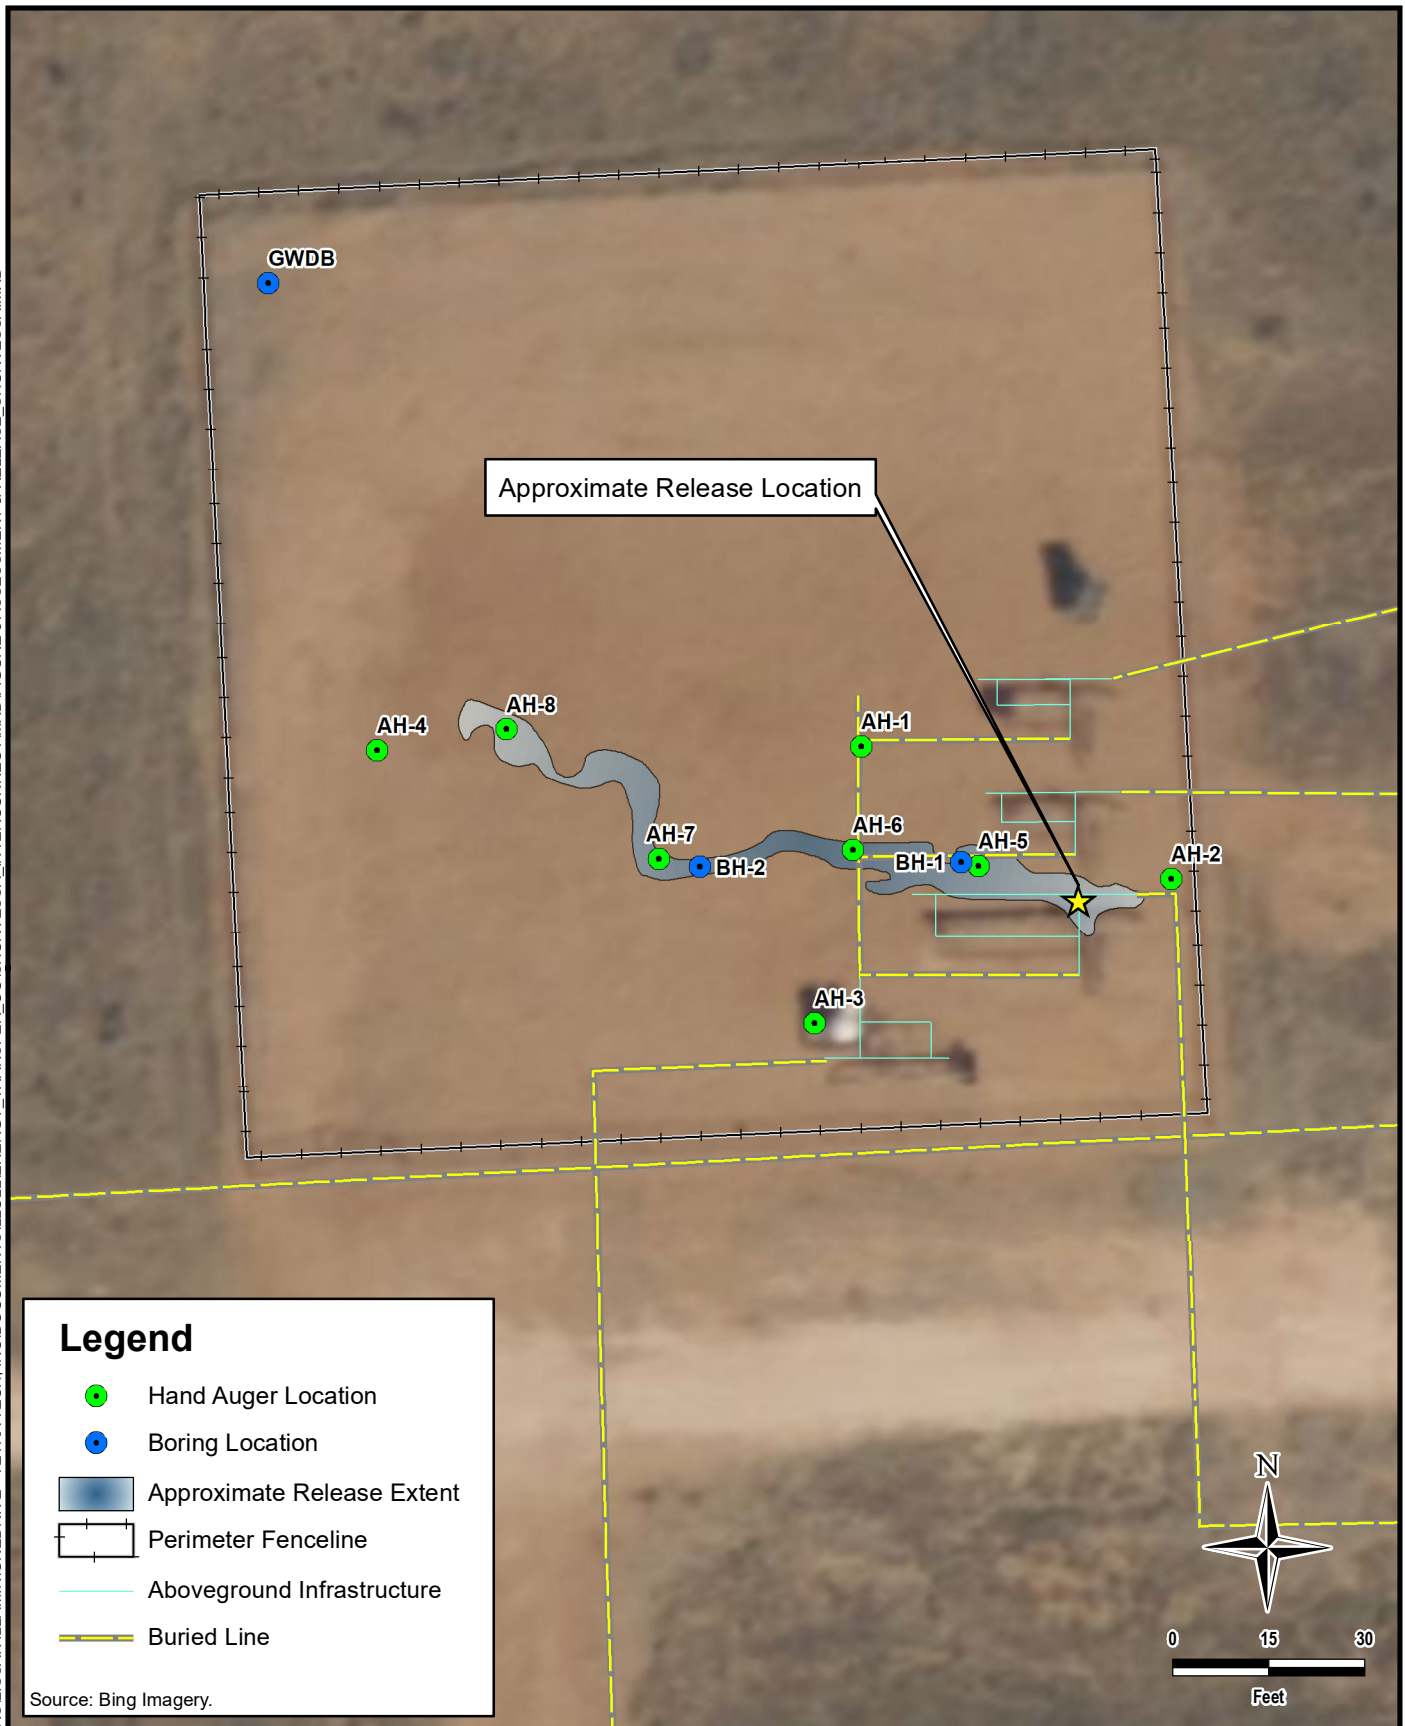 GWDB
Approximate Release Location
AH-8
AH-4
AH-1
AH-7
BH-2
AH-6
BH-1
AH-5
AH-2
AH-3
Legend
Hand Auger Location
Boring Location
Approximate Release Extent
Perimeter Fenceline
Aboveground Infrastructure
Buried Line
Source: Bing Imagery.
N
0 15 30
Feet